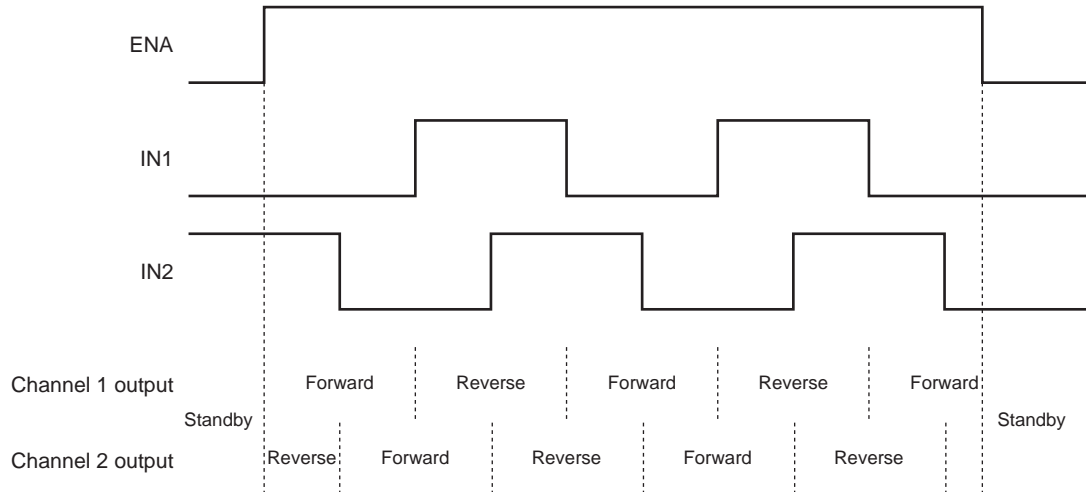 ENA
IN1
IN2
Channel 1 output Forward Reverse Forward Reverse Forward
Standby Standby
Channel 2 output Reverse Forward Reverse Forward Reverse